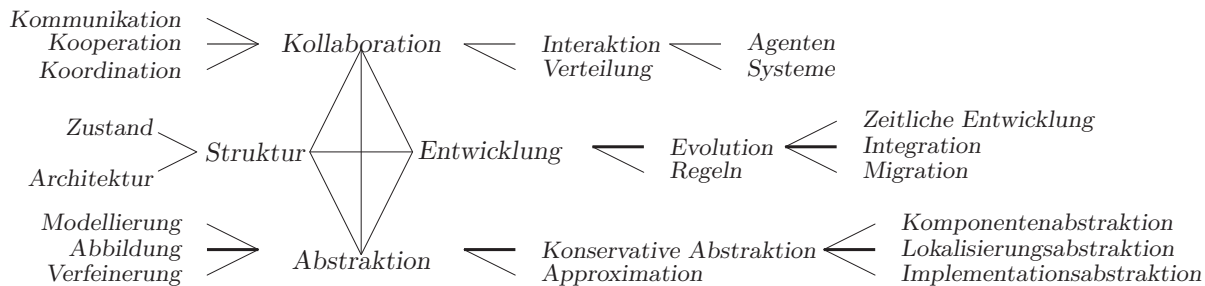 Kommunikation
Kooperation
Koordination
Kollaboration
Interaktion
Verteilung
Agenten
Systeme
Zustand
Architektur
Struktur
Entwicklung
Evolution
Regeln
Zeitliche Entwicklung
Integration
Migration
Modellierung
Abbildung
Verfeinerung
Abstraktion
Konservative Abstraktion
Approximation
Komponentenabstraktion
Lokalisierungsabstraktion
Implementationsabstraktion